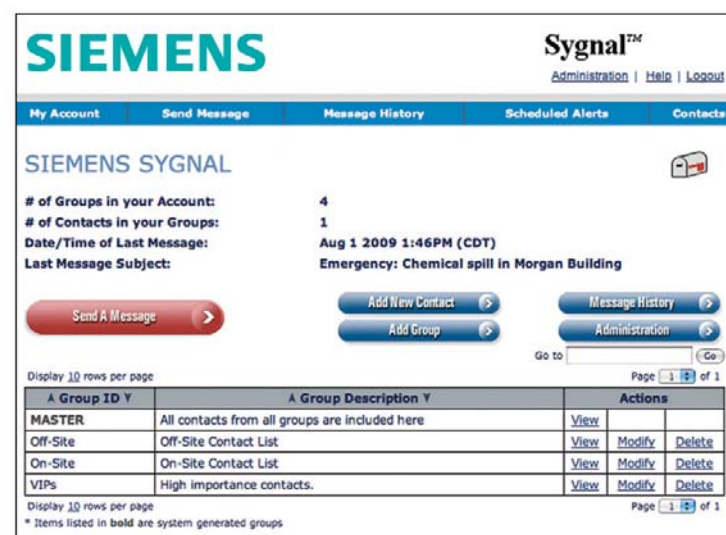 SIEMENS
Sygnal™
Administration | Help | Logout
My Account Send Message Message History Scheduled Alerts Contacts
SIEMENS SYGNAL
# of Groups in your Account: 4
# of Contacts in your Groups: 1
Date/Time of Last Message: Aug 1 2009 1:46PM (CDT)
Last Message Subject: Emergency: Chemical spill in Morgan Building
Send A Message Add New Contact Message History
Add Group Administration
Go to Go
Display 10 rows per page Page 1 of 1
Group ID Group Description Actions
MASTER All contacts from all groups are included here View
Off-Site Off-Site Contact List View Modify Delete
On-Site On-Site Contact List View Modify Delete
VIPs High importance contacts. View Modify Delete
Display 10 rows per page Page 1 of 1
* Items listed in bold are system generated groups